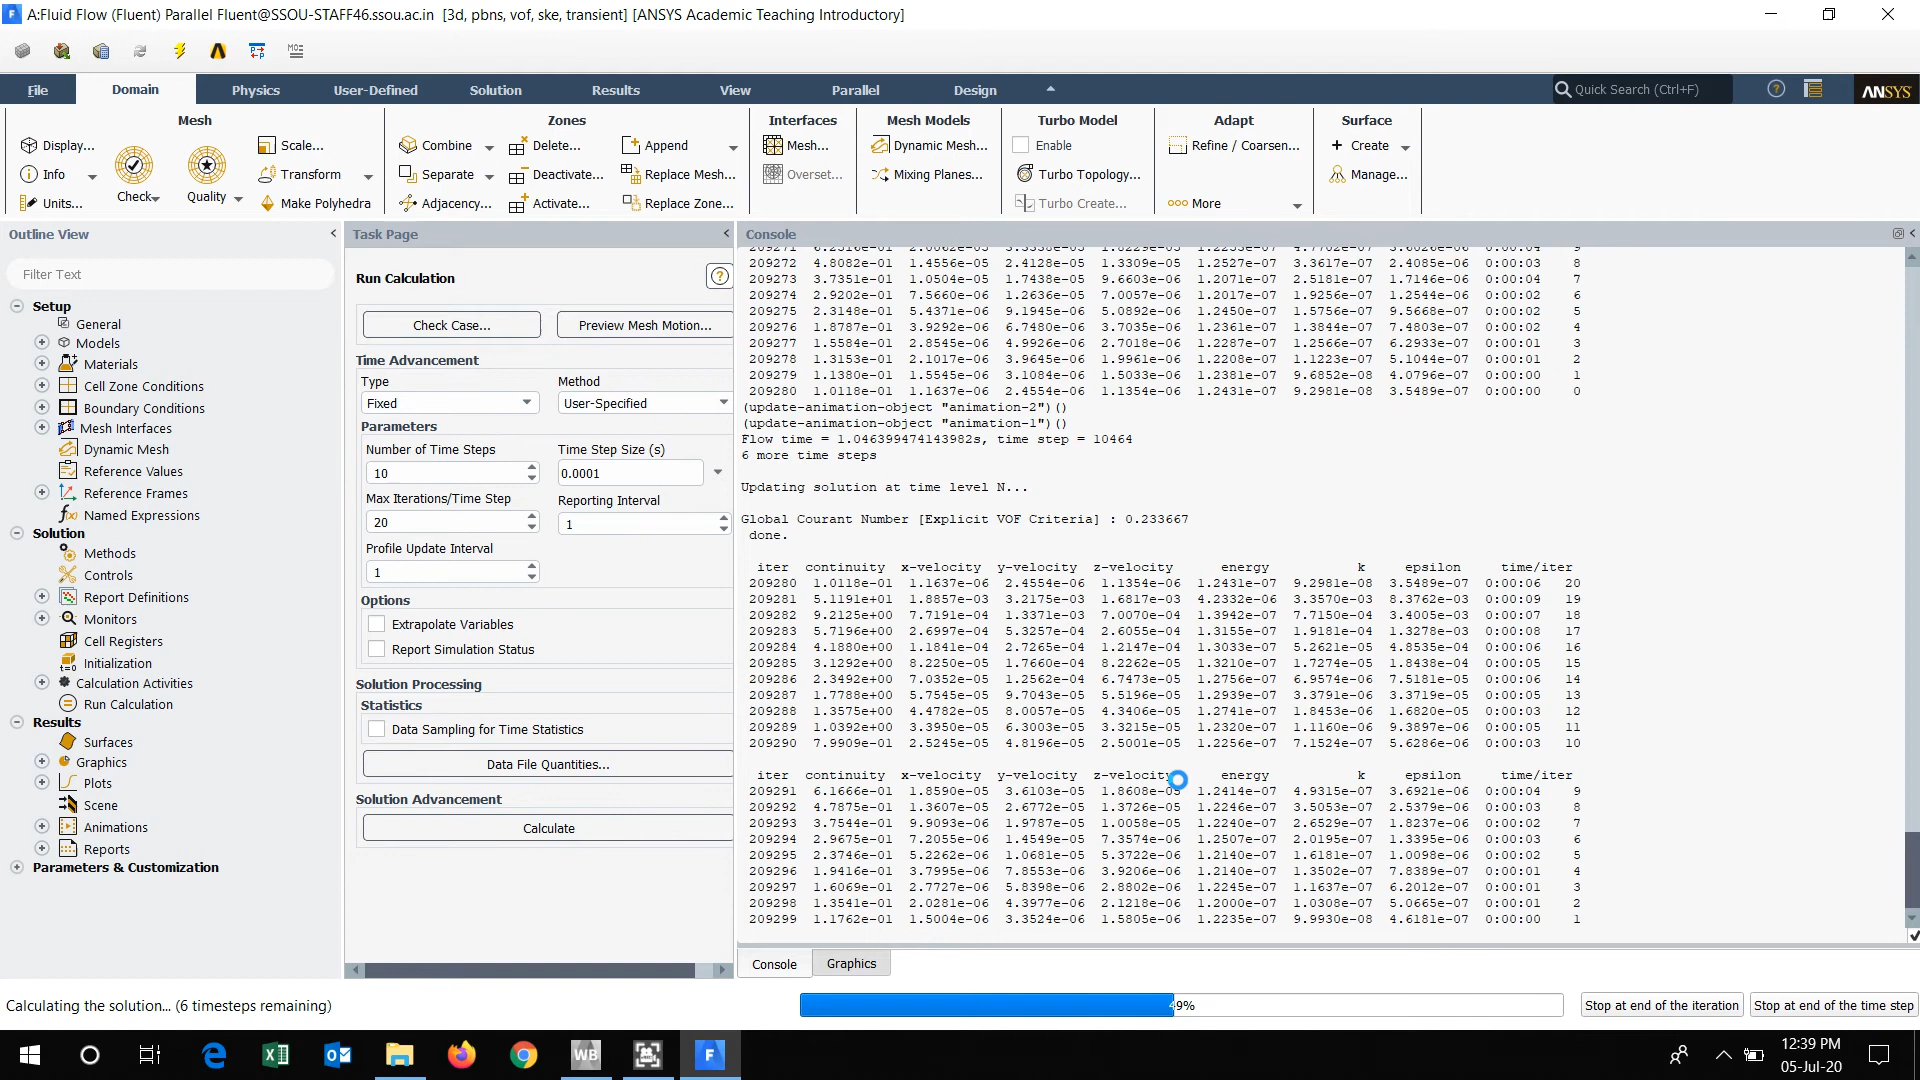 A:Fluid Flow (Fluent) Parallel Fluent@SSOU-STAFF46.ssou.ac.in [3d, pbns, vof, ske, transient] [ANSYS Academic Teaching Introductory]
File Domain Physics User-Defined Solution Results View Parallel Design Quick Search (Ctrl+F) ANSYS
Mesh Zones Interfaces Mesh Models Turbo Model Adapt Surface
Display... Scale... Combine Delete... Append Mesh... Dynamic Mesh... Enable Refine / Coarsen... Create
Info Transform Separate Deactivate... Replace Mesh... Overset... Mixing Planes... Turbo Topology... Manage...
Check Quality
Units... Make Polyhedra Adjacency... Activate... Replace Zone... Turbo Create... More
Outline View
Filter Text
Setup
General
Models
Materials
Cell Zone Conditions
Boundary Conditions
Mesh Interfaces
Dynamic Mesh
Reference Values
Reference Frames
Named Expressions
Solution
Methods
Controls
Report Definitions
Monitors
Cell Registers
Initialization
Calculation Activities
Run Calculation
Results
Surfaces
Graphics
Plots
Scene
Animations
Reports
Parameters & Customization
Task Page
Run Calculation
Check Case... Preview Mesh Motion...
Time Advancement
Type Method
Fixed User-Specified
Parameters
Number of Time Steps Time Step Size (s)
10 0.0001
Max Iterations/Time Step Reporting Interval
20 1
Profile Update Interval
1
Options
Extrapolate Variables
Report Simulation Status
Solution Processing
Statistics
Data Sampling for Time Statistics
Data File Quantities...
Solution Advancement
Calculate
Console
209272 4.8082e-01 1.4556e-05 2.4128e-05 1.3309e-05 1.2527e-07 3.3617e-07 2.4085e-06 0:00:03 8
209273 3.7351e-01 1.0504e-05 1.7438e-05 9.6603e-06 1.2071e-07 2.5181e-07 1.7146e-06 0:00:04 7
209274 2.9202e-01 7.5660e-06 1.2636e-05 7.0057e-06 1.2017e-07 1.9256e-07 1.2544e-06 0:00:02 6
209275 2.3148e-01 5.4371e-06 9.1945e-06 5.0892e-06 1.2450e-07 1.5756e-07 9.5668e-07 0:00:02 5
209276 1.8787e-01 3.9292e-06 6.7480e-06 3.7035e-06 1.2361e-07 1.3844e-07 7.4803e-07 0:00:02 4
209277 1.5584e-01 2.8545e-06 4.9926e-06 2.7018e-06 1.2287e-07 1.2566e-07 6.2933e-07 0:00:01 3
209278 1.3153e-01 2.1017e-06 3.9645e-06 1.9961e-06 1.2208e-07 1.1223e-07 5.1044e-07 0:00:01 2
209279 1.1380e-01 1.5545e-06 3.1084e-06 1.5033e-06 1.2381e-07 9.6852e-08 4.0796e-07 0:00:00 1
209280 1.0118e-01 1.1637e-06 2.4554e-06 1.1354e-06 1.2431e-07 9.2981e-08 3.5489e-07 0:00:00 0
(update-animation-object "animation-2")()
(update-animation-object "animation-1")()
Flow time = 1.046399474143982s, time step = 10464
6 more time steps
Updating solution at time level N...
Global Courant Number [Explicit VOF Criteria] : 0.233667
done.
iter continuity x-velocity y-velocity z-velocity energy k epsilon time/iter
209280 1.0118e-01 1.1637e-06 2.4554e-06 1.1354e-06 1.2431e-07 9.2981e-08 3.5489e-07 0:00:06 20
209281 5.1191e+01 1.8857e-03 3.2175e-03 1.6817e-03 4.2332e-06 3.3570e-03 8.3762e-03 0:00:09 19
209282 9.2125e+00 7.7191e-04 1.3371e-03 7.0070e-04 1.3942e-07 7.7150e-04 3.4005e-03 0:00:07 18
209283 5.7196e+00 2.6997e-04 5.3257e-04 2.6055e-04 1.3155e-07 1.9181e-04 1.3278e-03 0:00:08 17
209284 4.1880e+00 1.1841e-04 2.7265e-04 1.2147e-04 1.3033e-07 5.2621e-05 4.8535e-04 0:00:06 16
209285 3.1292e+00 8.2250e-05 1.7660e-04 8.2262e-05 1.3210e-07 1.7274e-05 1.8438e-04 0:00:05 15
209286 2.3492e+00 7.0352e-05 1.2562e-04 6.7473e-05 1.2756e-07 6.9574e-06 7.5181e-05 0:00:06 14
209287 1.7788e+00 5.7545e-05 9.7043e-05 5.5196e-05 1.2939e-07 3.3791e-06 3.3719e-05 0:00:05 13
209288 1.3575e+00 4.4782e-05 8.0057e-05 4.3406e-05 1.2741e-07 1.8453e-06 1.6820e-05 0:00:03 12
209289 1.0392e+00 3.3950e-05 6.3003e-05 3.3215e-05 1.2320e-07 1.1160e-06 9.3897e-06 0:00:05 11
209290 7.9909e-01 2.5245e-05 4.8196e-05 2.5001e-05 1.2256e-07 7.1524e-07 5.6286e-06 0:00:03 10
iter continuity x-velocity y-velocity z-velocity energy k epsilon time/iter
209291 6.1666e-01 1.8590e-05 3.6103e-05 1.8608e-05 1.2414e-07 4.9315e-07 3.6921e-06 0:00:04 9
209292 4.7875e-01 1.3607e-05 2.6772e-05 1.3726e-05 1.2246e-07 3.5053e-07 2.5379e-06 0:00:03 8
209293 3.7544e-01 9.9093e-06 1.9787e-05 1.0058e-05 1.2240e-07 2.6529e-07 1.8237e-06 0:00:02 7
209294 2.9675e-01 7.2055e-06 1.4549e-05 7.3574e-06 1.2507e-07 2.0195e-07 1.3395e-06 0:00:03 6
209295 2.3746e-01 5.2262e-06 1.0681e-05 5.3722e-06 1.2140e-07 1.6181e-07 1.0098e-06 0:00:02 5
209296 1.9416e-01 3.7995e-06 7.8553e-06 3.9206e-06 1.2140e-07 1.3502e-07 7.8389e-07 0:00:01 4
209297 1.6069e-01 2.7727e-06 5.8398e-06 2.8802e-06 1.2245e-07 1.1637e-07 6.2012e-07 0:00:01 3
209298 1.3541e-01 2.0281e-06 4.3977e-06 2.1218e-06 1.2000e-07 1.0308e-07 5.0665e-07 0:00:01 2
209299 1.1762e-01 1.5004e-06 3.3524e-06 1.5805e-06 1.2235e-07 9.9930e-08 4.6181e-07 0:00:00 1
Console Graphics
Calculating the solution... (6 timesteps remaining) 49% Stop at end of the iteration Stop at end of the time step
WB F
12:39 PM
05-Jul-20